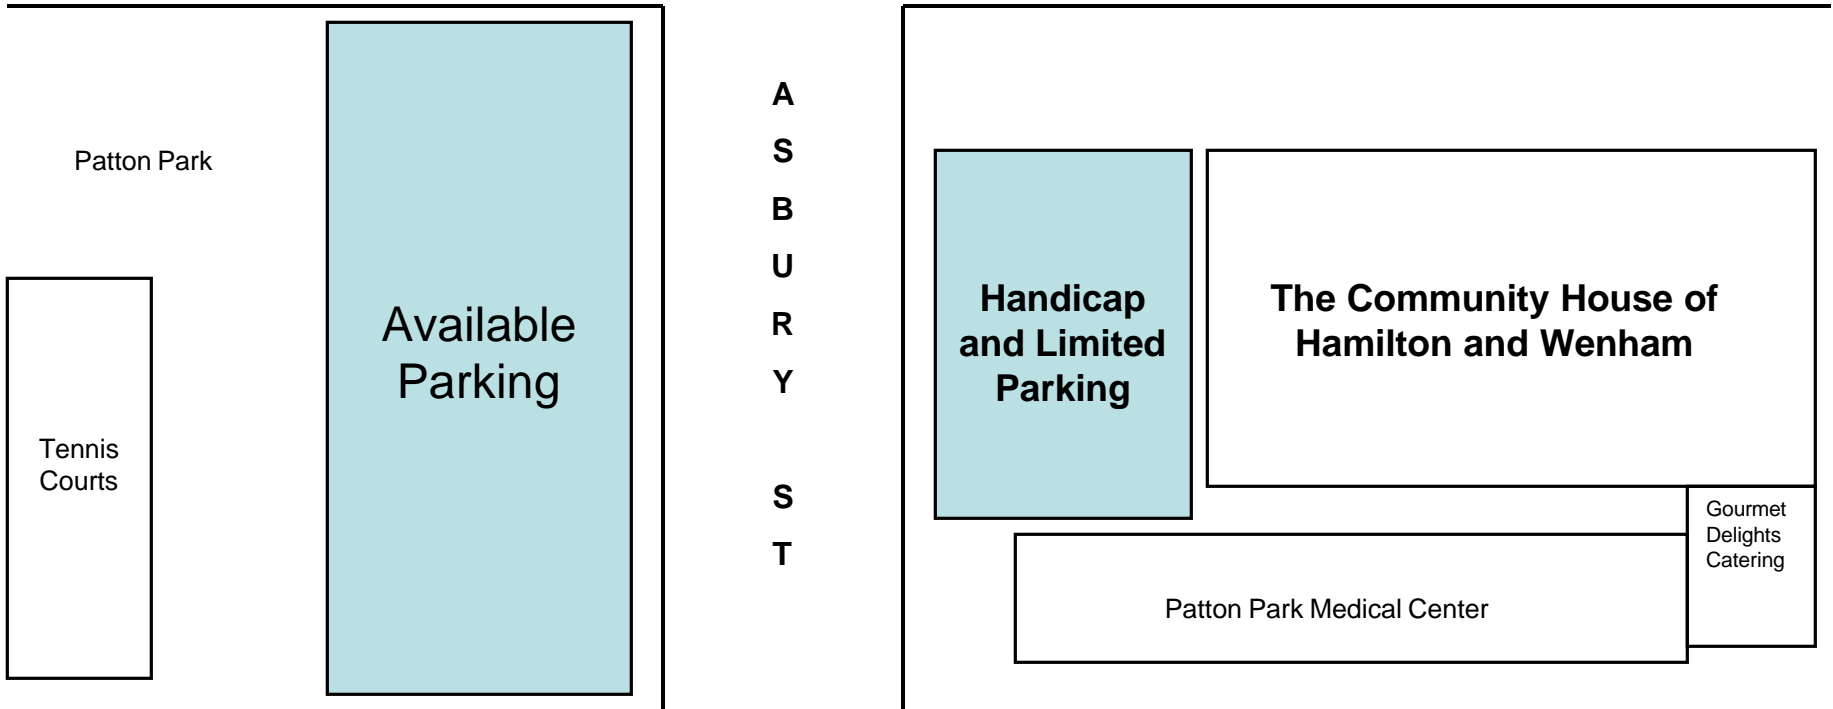 Patton Park
Tennis
Courts
Available
Parking
A
S
B
U
R
Y
S
T
Handicap
and Limited
Parking
The Community House of
Hamilton and Wenham
Gourmet
Delights
Catering
Patton Park Medical Center